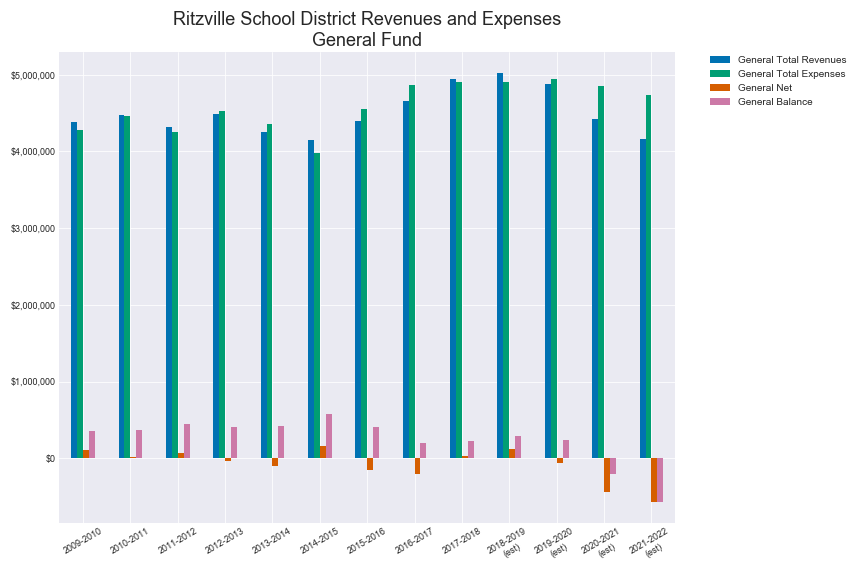 Ritzville School District Revenues and Expenses
General Fund
General Total Revenues
General Total Expenses
General Net
General Balance
$5,000,000
$4,000,000
$3,000,000
$2,000,000
$1,000,000
$0
2009-2010
2010-2011
2011-2012
2012-2013
2013-2014
2014-2015
2015-2016
2016-2017
2017-2018
2018-2019
(est)
2019-2020
(est)
2020-2021
(est)
2021-2022
(est)